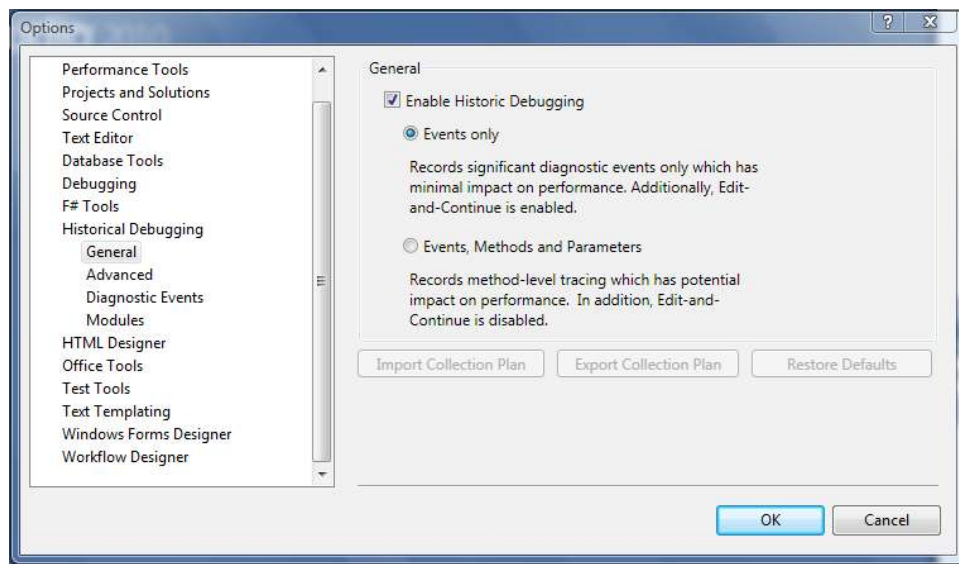 Options
Performance Tools
Projects and Solutions
Source Control
Text Editor
Database Tools
Debugging
F# Tools
Historical Debugging
General
Advanced
Diagnostic Events
Modules
HTML Designer
Office Tools
Test Tools
Text Templating
Windows Forms Designer
Workflow Designer
General
Enable Historic Debugging
Events only
Records significant diagnostic events only which has
minimal impact on performance. Additionally, Edit-
and-Continue is enabled.
Events, Methods and Parameters
Records method-level tracing which has potential
impact on performance. In addition, Edit-and-
Continue is disabled.
Import Collection Plan
Export Collection Plan
Restore Defaults
OK
Cancel